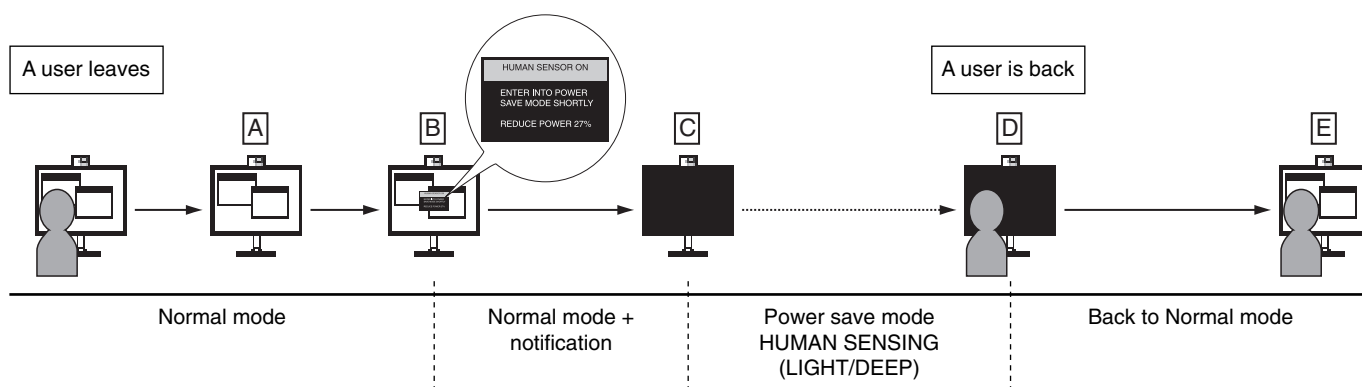 A user leaves
HUMAN SENSOR ON
ENTER INTO POWER
SAVE MODE SHORTLY
REDUCE POWER 27%
A user is back
A
B
C
D
E
Normal mode
Normal mode +
notification
Power save mode
HUMAN SENSING
(LIGHT/DEEP)
Back to Normal mode